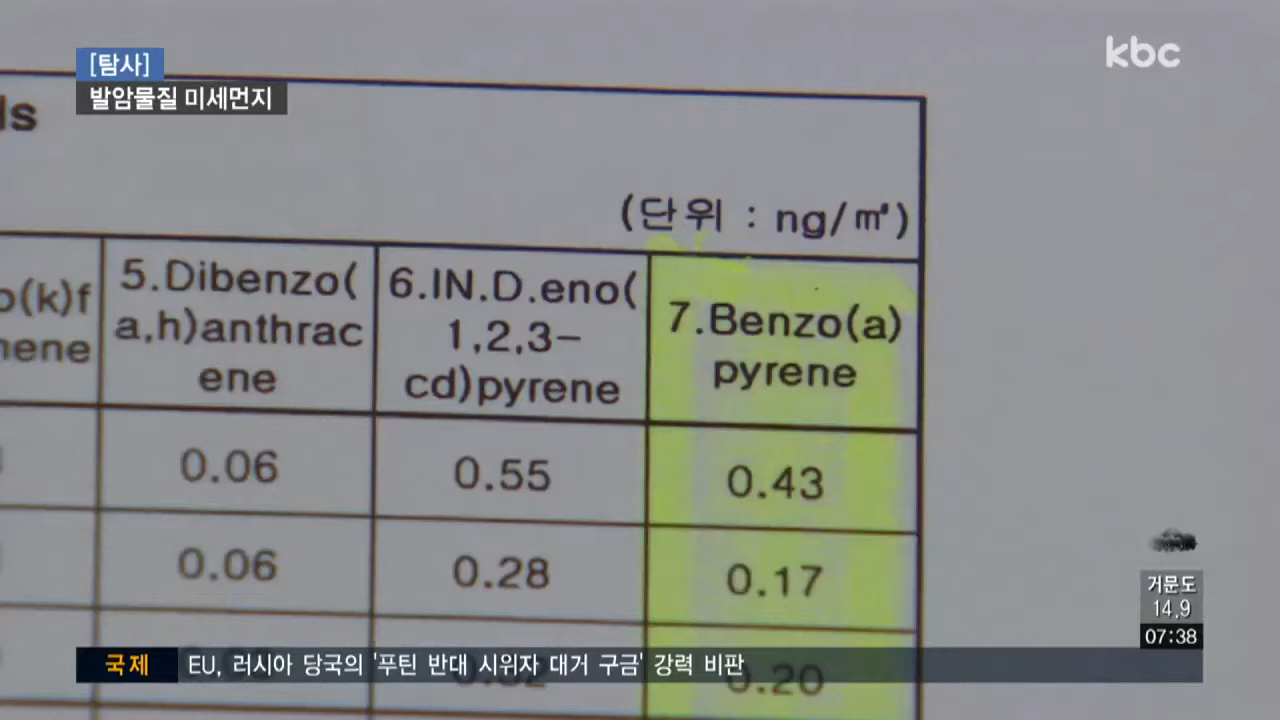 [탐사]
발암물질 미세먼지
kbc
ls
(단위 : ng/㎥)
o(k)f
nene
5.Dibenzo(
a,h)anthrac
ene
6.IN.D.eno(
1,2,3-
cd)pyrene
7.Benzo(a)
pyrene
0.06
0.55
0.43
0.06
0.28
0.17
0.20
거문도
14.9
07:38
국제
EU, 러시아 당국의 '푸틴 반대 시위자 대거 구금' 강력 비판